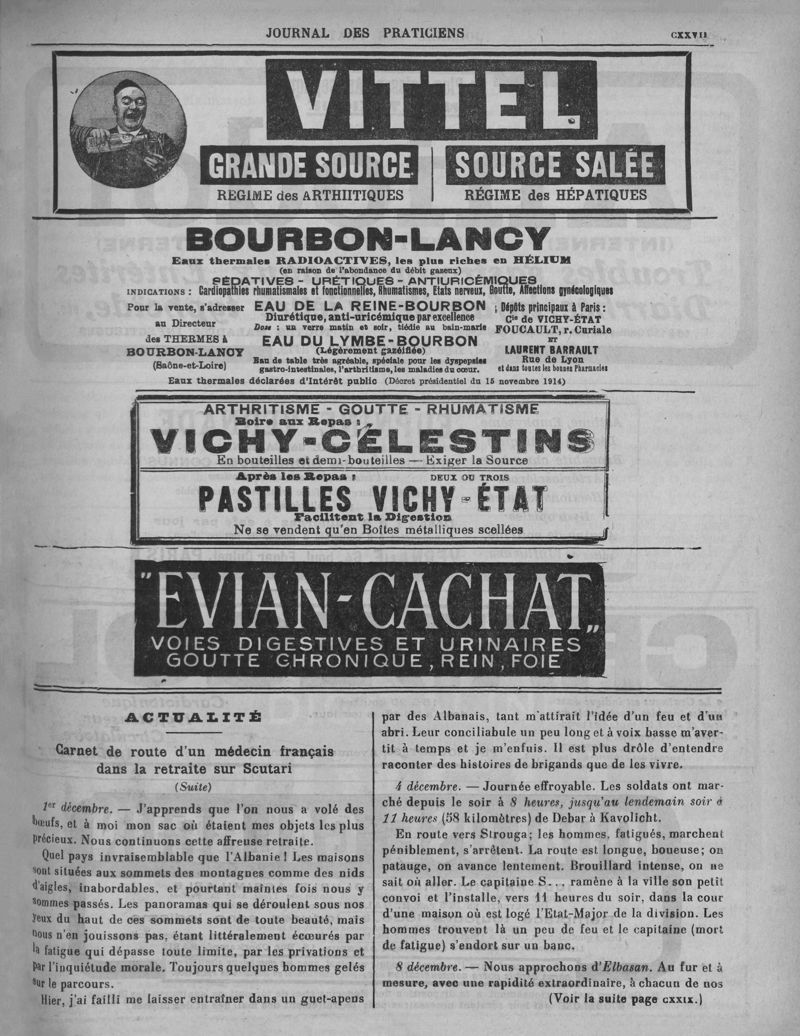 JOURNAL DES PRATICIENS
CXXVII
VITTEL
GRANDE SOURCE
SOURCE SALÉE
REGIME des ARTHIITIQUES
RÉGIME des HÉPATIQUES
BOURBON-LANCY
Eaux thermales RADIOACTIVES, les plus riches en HÉLIUM
(en raison de l'abondance du débit gazeux)
SÉDATIVES - URÉTIQUES - ANTIURICÉMIQUES
INDICATIONS : Cardiopathies rhumatismales et fonctionnelles, Rhumatismes, Etats nerveux, Goutte, Affections gynécologiques
Pour la vente, s'adresser
au Directeur
des THERMES à
BOURBON-LANCY
(Saône-et-Loire)
EAU DE LA REINE-BOURBON
Diurétique, anti-uricémique par excellence
Dose : un verre matin et soir, tiédie au bain-marie
EAU DU LYMBE-BOURBON
(Légèrement gazéifiée)
Eau de table très agréable, spéciale pour les dyspepsies
gastro-intestinales, l'arthritisme, les maladies du cœur.
; Dépôts principaux à Paris :
Cie de VICHY-ÉTAT
FOUCAULT, r. Curiale
ET
LAURENT BARRAULT
Rue de Lyon
et dans toutes les bonnes Pharmacies
Eaux thermales déclarées d'Intérêt public (Décret présidentiel du 15 novembre 1914)
ARTHRITISME - GOUTTE - RHUMATISME
Boire aux Repas :
VICHY-CÉLESTINS
En bouteilles et demi-bouteilles — Exiger la Source
Après les Repas : DEUX OU TROIS
PASTILLES VICHY-ÉTAT
Facilitent la Digestion
Ne se vendent qu'en Boîtes métalliques scellées
"EVIAN-CACHAT„
VOIES DIGESTIVES ET URINAIRES
GOUTTE CHRONIQUE, REIN, FOIE
ACTUALITÉ
Carnet de route d'un médecin français
dans la retraite sur Scutari
(Suite)
1er décembre. — J'apprends que l'on nous a volé des
bœufs, et à moi mon sac où étaient mes objets les plus
précieux. Nous continuons cette affreuse retraite.
Quel pays invraisemblable que l'Albanie ! Les maisons
sont situées aux sommets des montagnes comme des nids
d'aigles, inabordables, et pourtant maintes fois nous y
sommes passés. Les panoramas qui se déroulent sous nos
yeux du haut de ces sommets sont de toute beauté, mais
nous n'en jouissons pas, étant littéralement écœurés par
la fatigue qui dépasse toute limite, par les privations et
par l'inquiétude morale. Toujours quelques hommes gelés
sur le parcours.
Hier, j'ai failli me laisser entraîner dans un guet-apens
par des Albanais, tant m'attirait l'idée d'un feu et d'un
abri. Leur conciliabule un peu long et à voix basse m'aver-
tit à temps et je m'enfuis. Il est plus drôle d'entendre
raconter des histoires de brigands que de les vivre.
4 décembre. — Journée effroyable. Les soldats ont mar-
ché depuis le soir à 8 heures, jusqu'au lendemain soir à
11 heures (58 kilomètres) de Debar à Kavolicht.
En route vers Strouga; les hommes, fatigués, marchent
péniblement, s'arrêtent. La route est longue, boueuse; on
patauge, on avance lentement. Brouillard intense, on ne
sait où aller. Le capitaine S... ramène à la ville son petit
convoi et l'installe, vers 11 heures du soir, dans la cour
d'une maison où est logé l'Etat-Major de la division. Les
hommes trouvent là un peu de feu et le capitaine (mort
de fatigue) s'endort sur un banc.
8 décembre. — Nous approchons d'Elbasan. Au fur et à
mesure, avec une rapidité extraordinaire, à chacun de nos
(Voir la suite page CXXIX.)